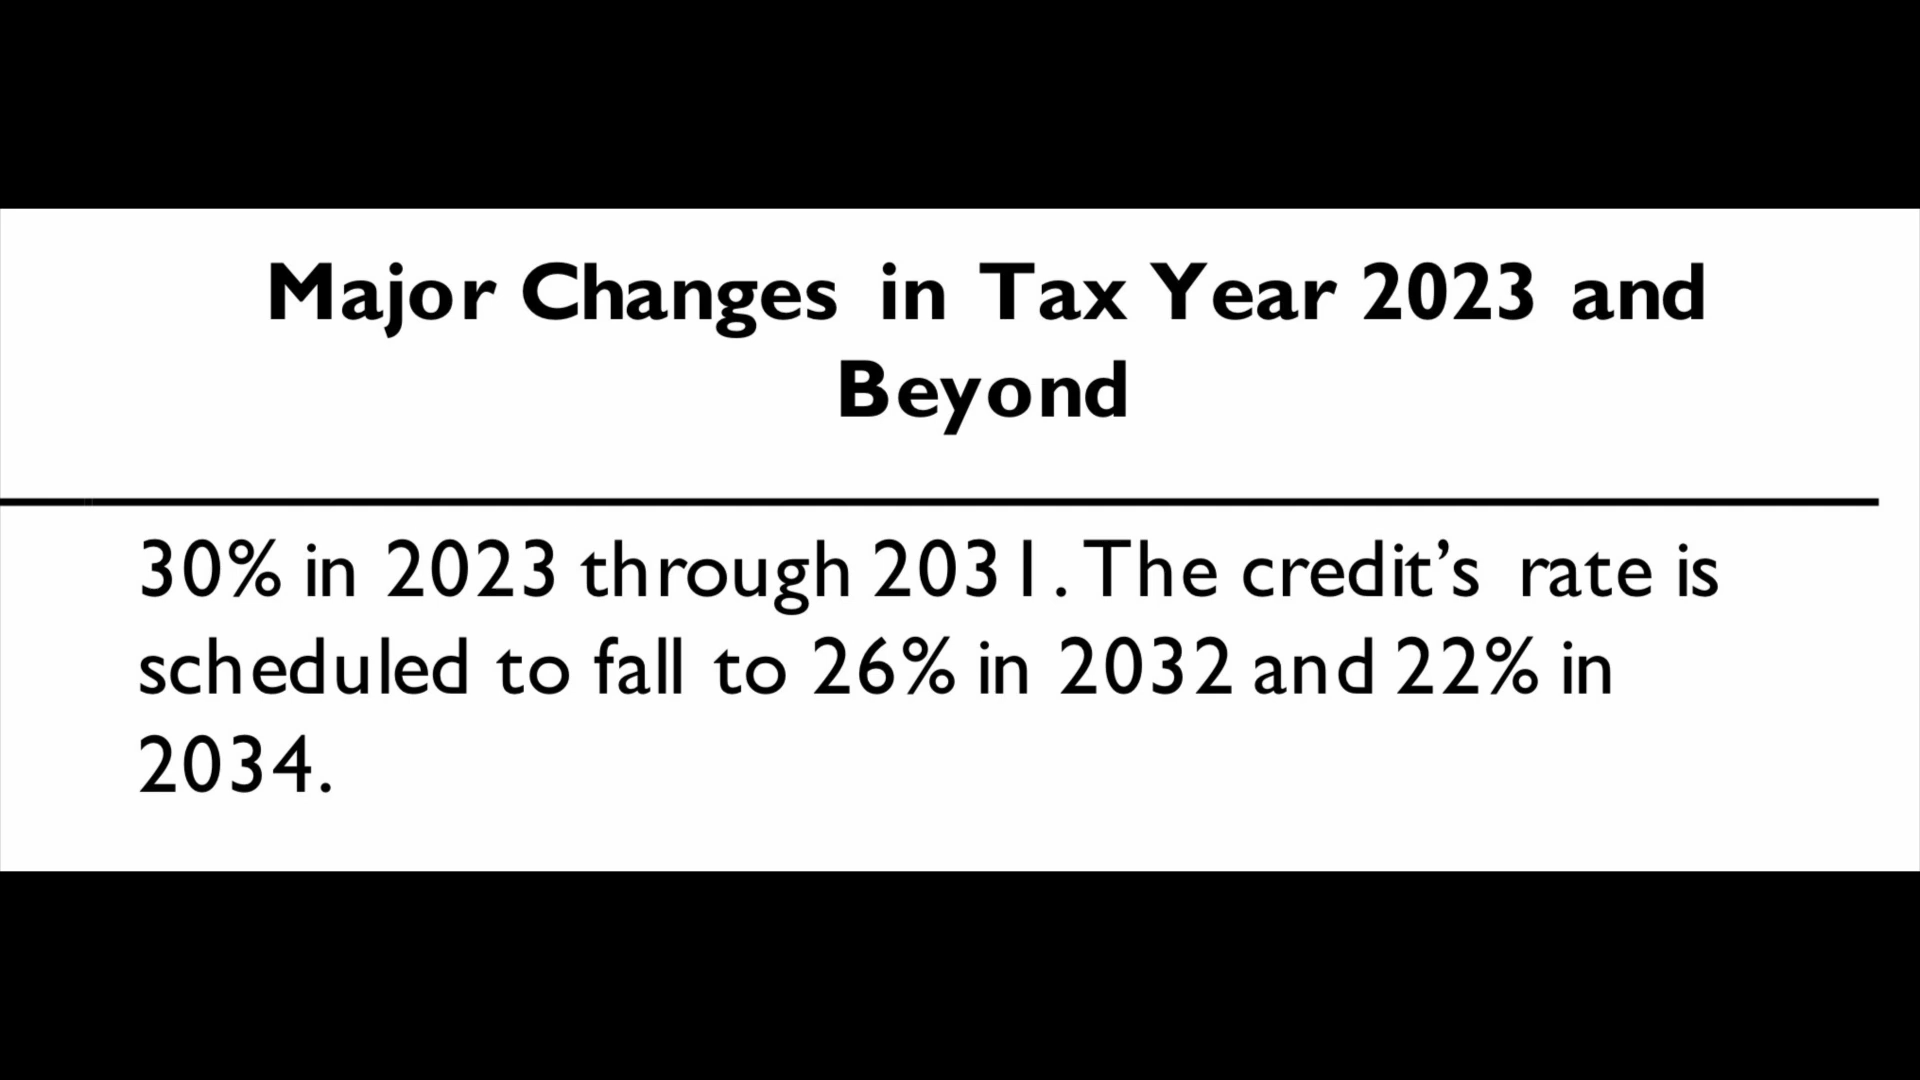 Major Changes in Tax Year 2023 and
Beyond
30% in 2023 through 2031. The credit’s rate is
scheduled to fall to 26% in 2032 and 22% in
2034.